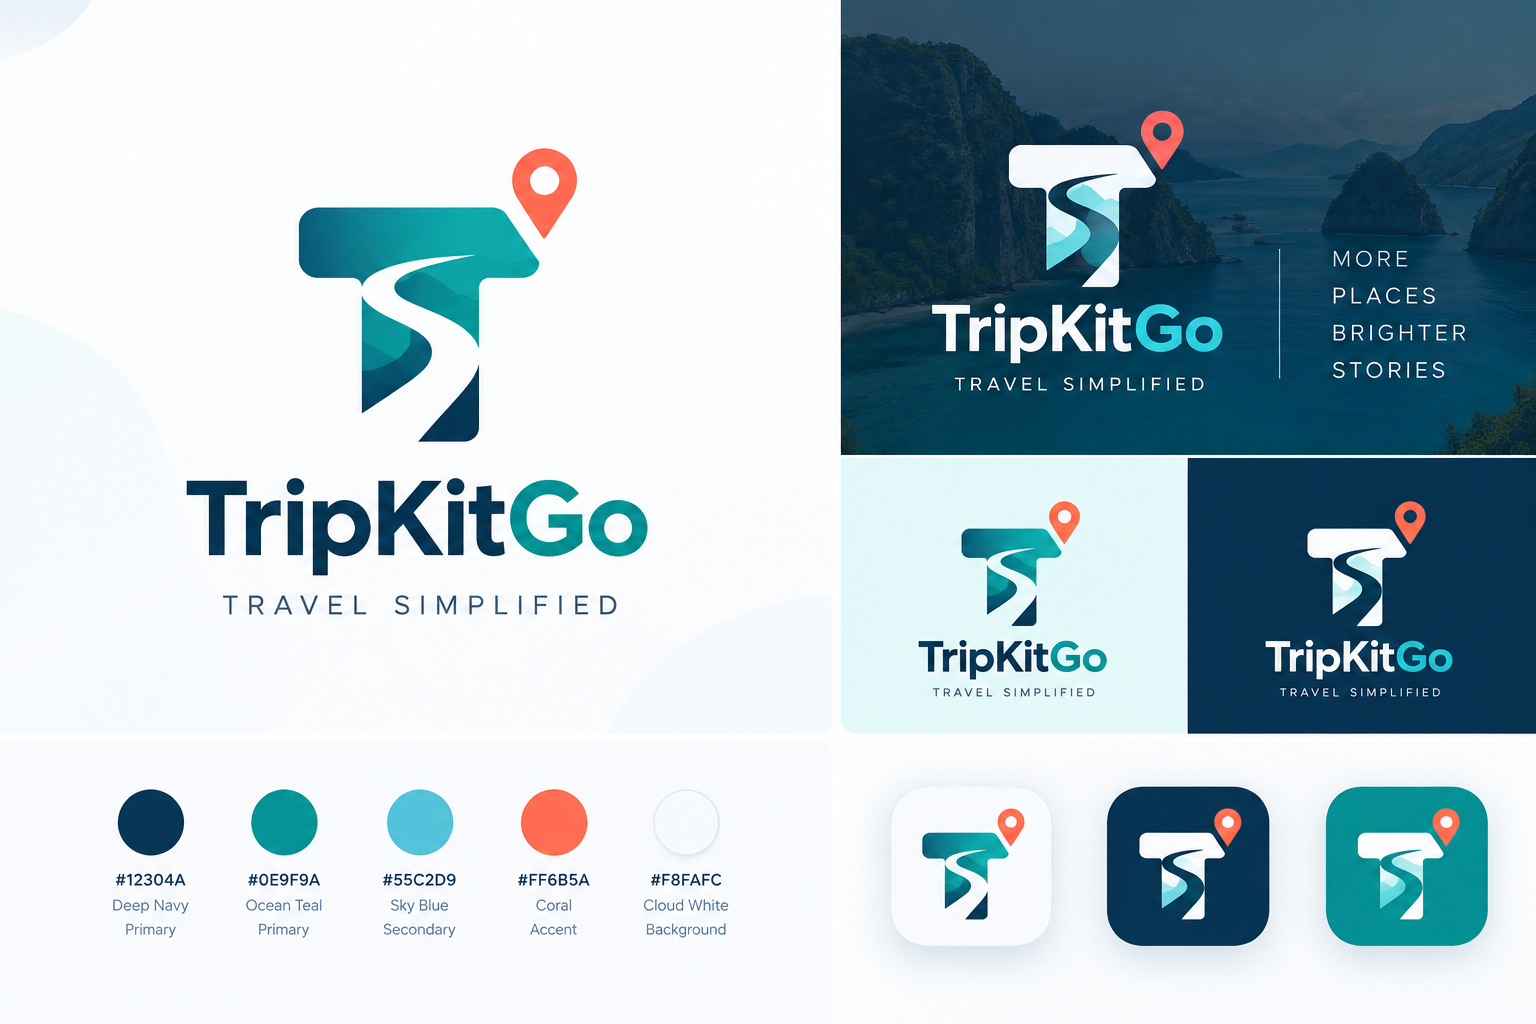 TripKitGo
TRAVEL SIMPLIFIED
TripKitGo
TRAVEL SIMPLIFIED
MORE
PLACES
BRIGHTER
STORIES
TripKitGo
TRAVEL SIMPLIFIED
TripKitGo
TRAVEL SIMPLIFIED
#12304A
Deep Navy
Primary
#0E9F9A
Ocean Teal
Primary
#55C2D9
Sky Blue
Secondary
#FF6B5A
Coral
Accent
#F8FAFC
Cloud White
Background